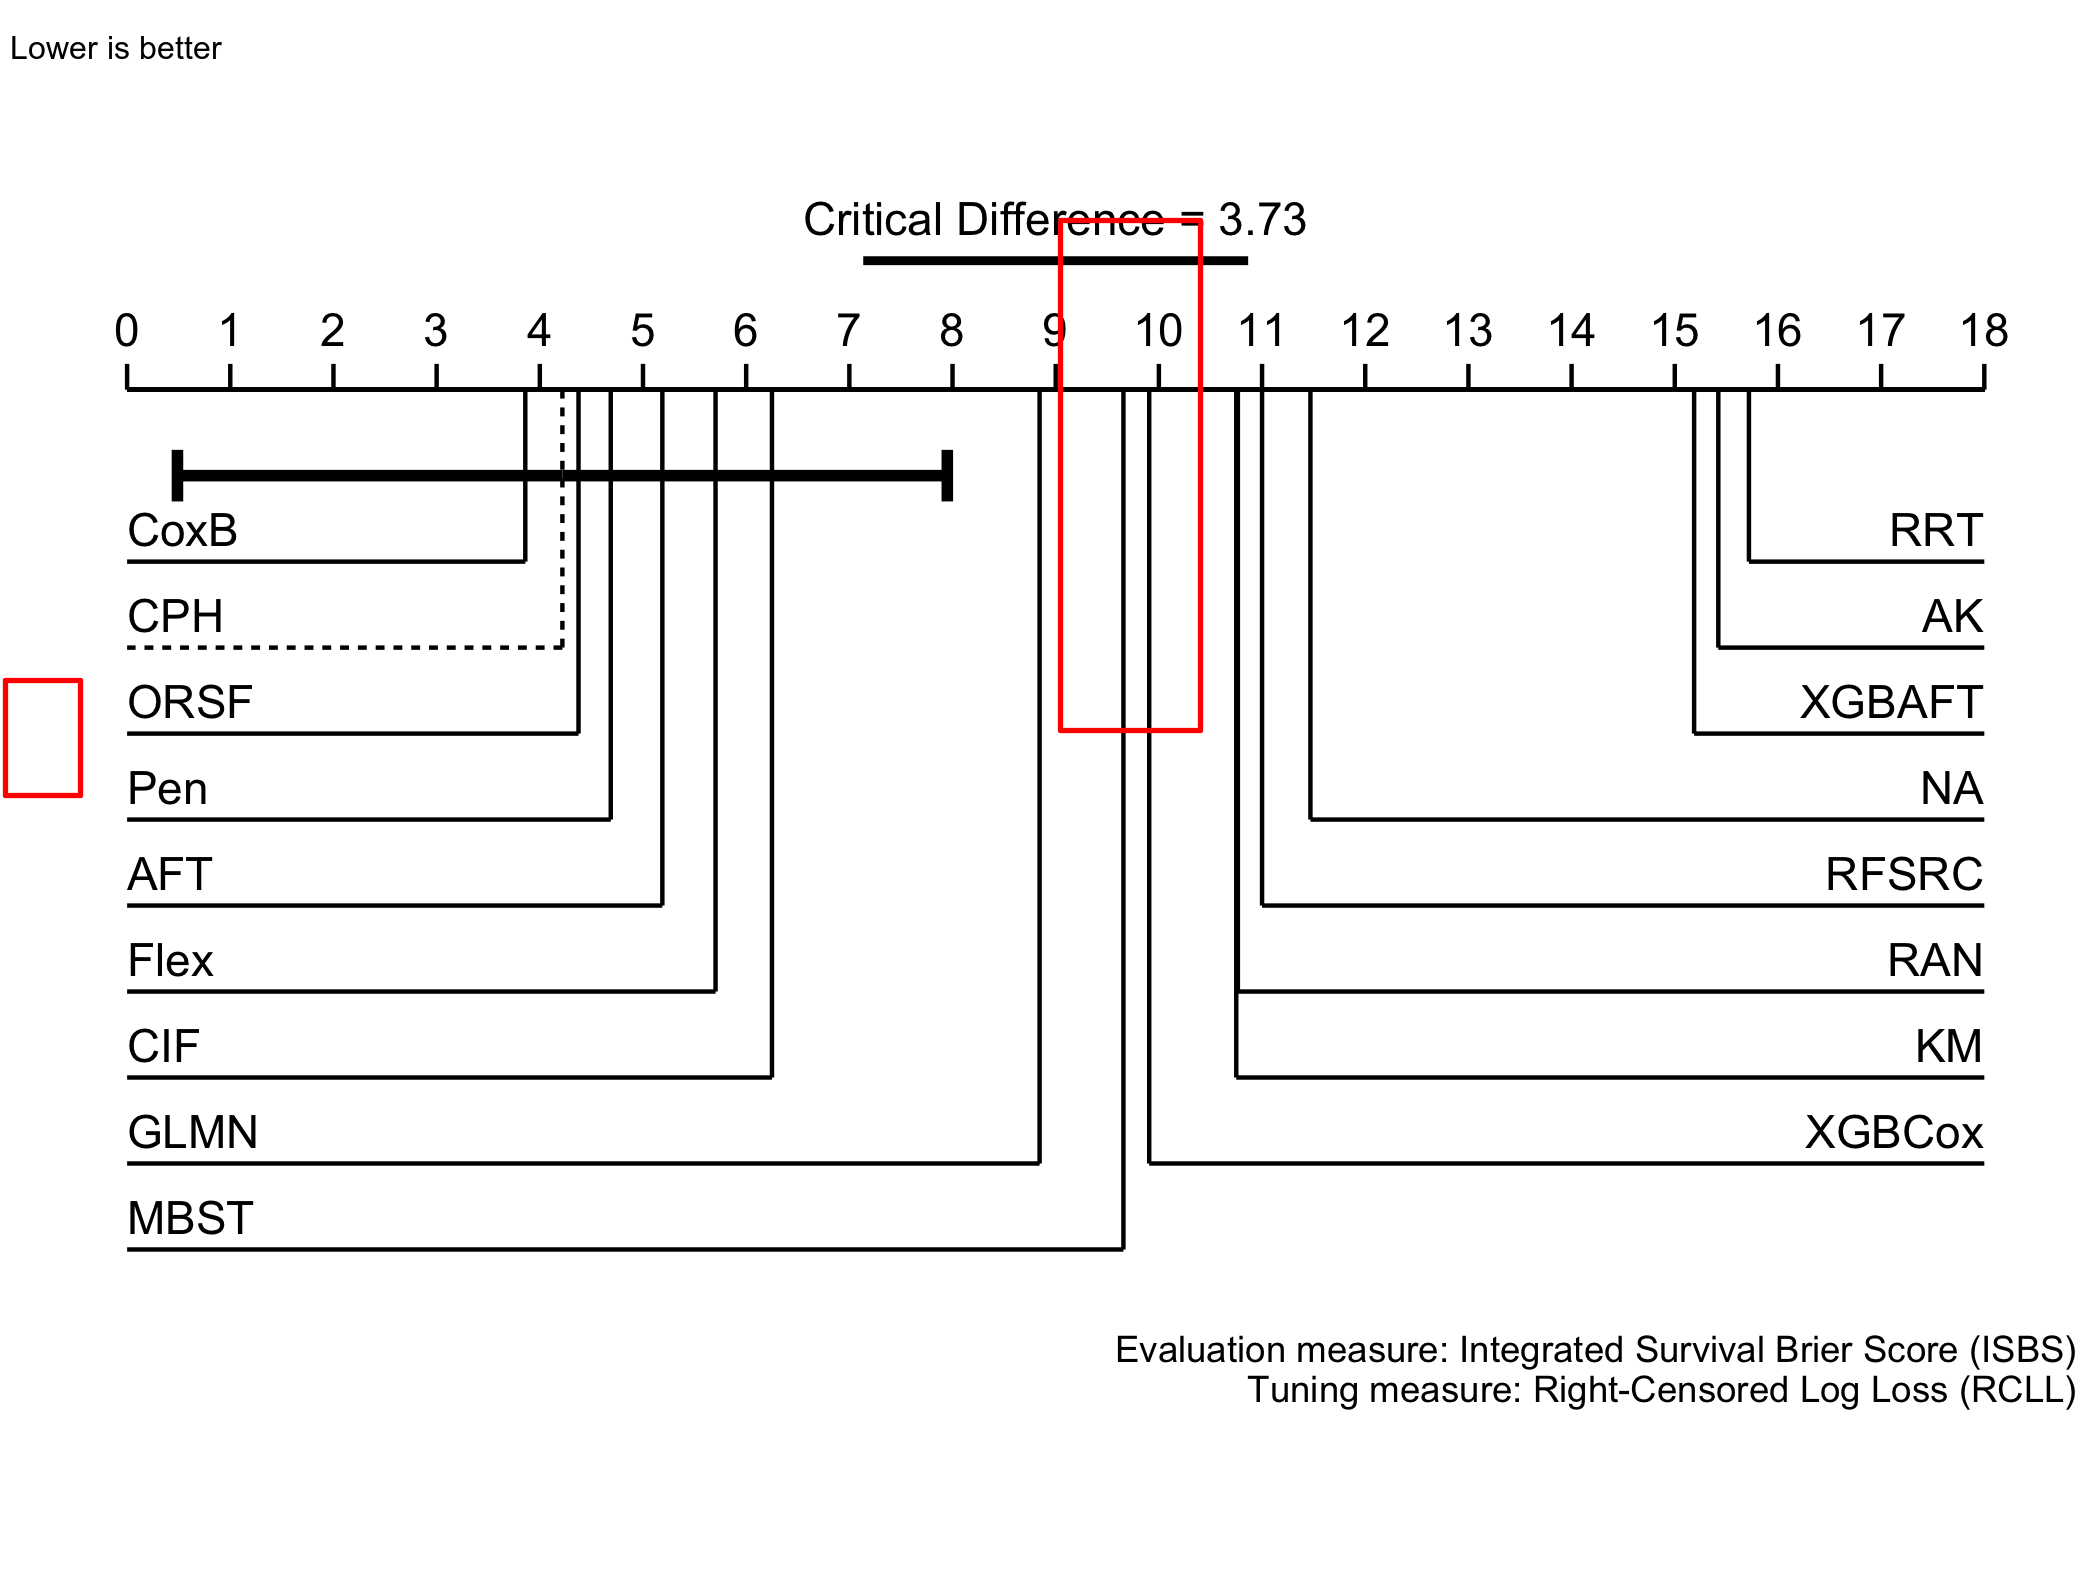 Lower is better
Critical Difference = 3.73
0 1 2 3 4 5 6 7 8 9 10 11 12 13 14 15 16 17 18
CoxB RRT
CPH AK
ORSF XGBAFT
Pen NA
AFT RFSRC
Flex RAN
CIF KM
GLMN XGBCox
MBST
Evaluation measure: Integrated Survival Brier Score (ISBS)
Tuning measure: Right-Censored Log Loss (RCLL)